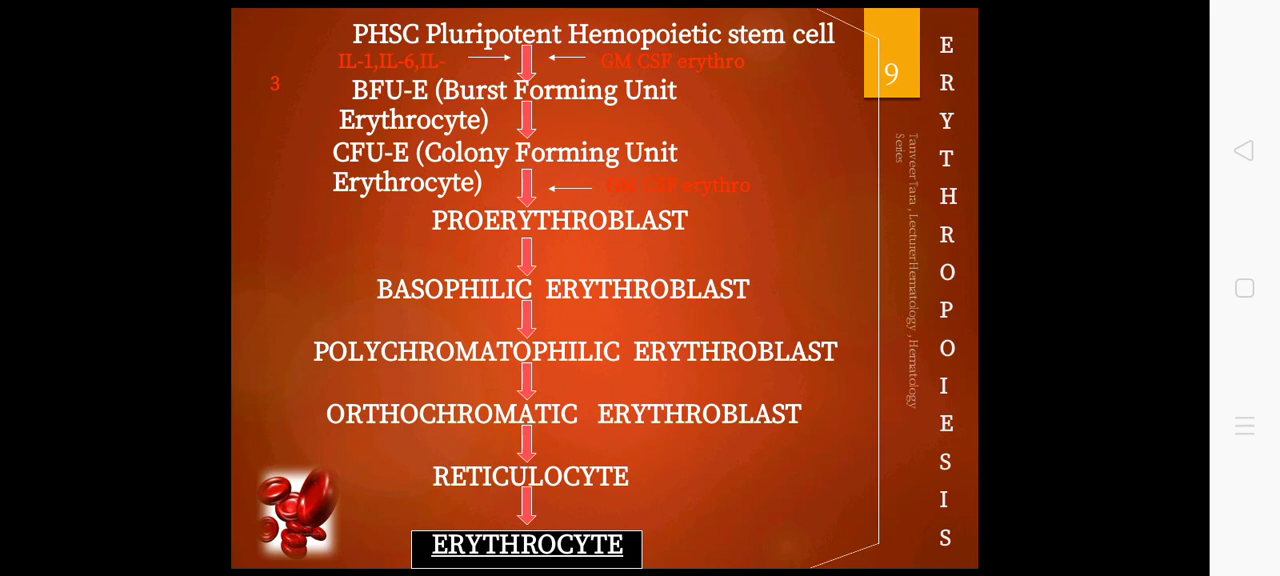 PHSC Pluripotent Hemopoietic stem cell
IL-1,IL-6,IL-
3
GM CSF erythro
BFU-E (Burst Forming Unit
Erythrocyte)
CFU-E (Colony Forming Unit
Erythrocyte)
GM CSF erythro
PROERYTHROBLAST
BASOPHILIC ERYTHROBLAST
POLYCHROMATOPHILIC ERYTHROBLAST
ORTHOCHROMATIC ERYTHROBLAST
RETICULOCYTE
ERYTHROCYTE
9
Tanveer Tara , Lecturer Hematology , Hematology
Series
E
R
Y
T
H
R
O
P
O
I
E
S
I
S